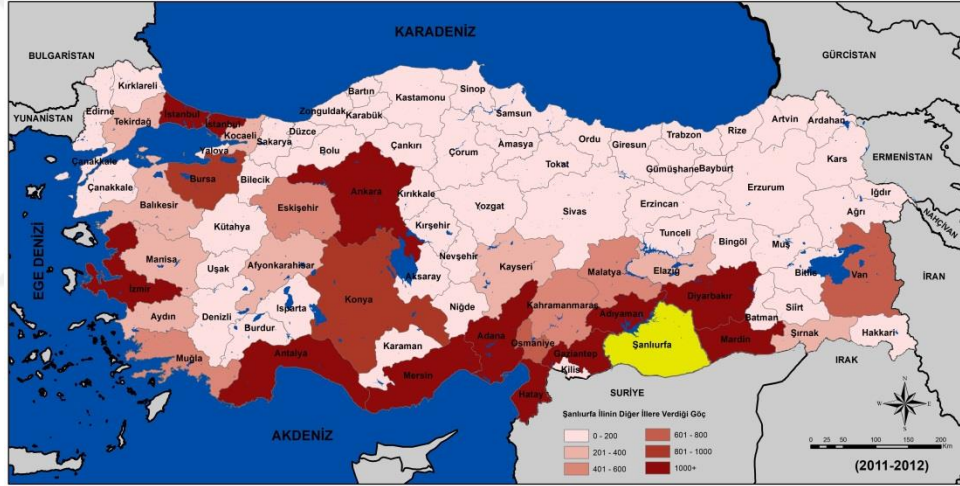 KARADENİZ
BULGARİSTAN
GÜRCİSTAN
YUNANİSTAN
ERMENİSTAN
NAHÇIVAN
İRAN
IRAK
SURİYE
AKDENİZ
EGE DENİZİ
Kırklareli
Edirne
Tekirdağ
İstanbul
İstanbul
Kocaeli
Yalova
Sakarya
Düzce
Zonguldak
Bartın
Karabük
Kastamonu
Sinop
Samsun
Ordu
Giresun
Trabzon
Rize
Artvin
Ardahan
Çanakkale
Çanakkale
Bursa
Bilecik
Bolu
Çankırı
Çorum
Amasya
Tokat
Gümüşhane
Bayburt
Erzurum
Kars
Iğdır
Ağrı
Balıkesir
Kütahya
Eskişehir
Ankara
Kırıkkale
Kırşehir
Yozgat
Sivas
Erzincan
Tunceli
Bingöl
Muş
Bitlis
Van
Manisa
İzmir
Uşak
Afyonkarahisar
Konya
Aksaray
Nevşehir
Niğde
Kayseri
Malatya
Elazığ
Diyarbakır
Batman
Siirt
Şırnak
Hakkari
Aydın
Denizli
Burdur
Isparta
Muğla
Antalya
Karaman
Mersin
Adana
Osmaniye
Kahramanmaraş
Adıyaman
Gaziantep
Kilis
Hatay
Şanlıurfa
Mardin
Şanlıurfa İlinin Diğer İllere Verdiği Göç
0 - 200
201 - 400
401 - 600
601 - 800
801 - 1000
1000+
N
W
E
S
0 25 50 100 150 200
Km
(2011-2012)